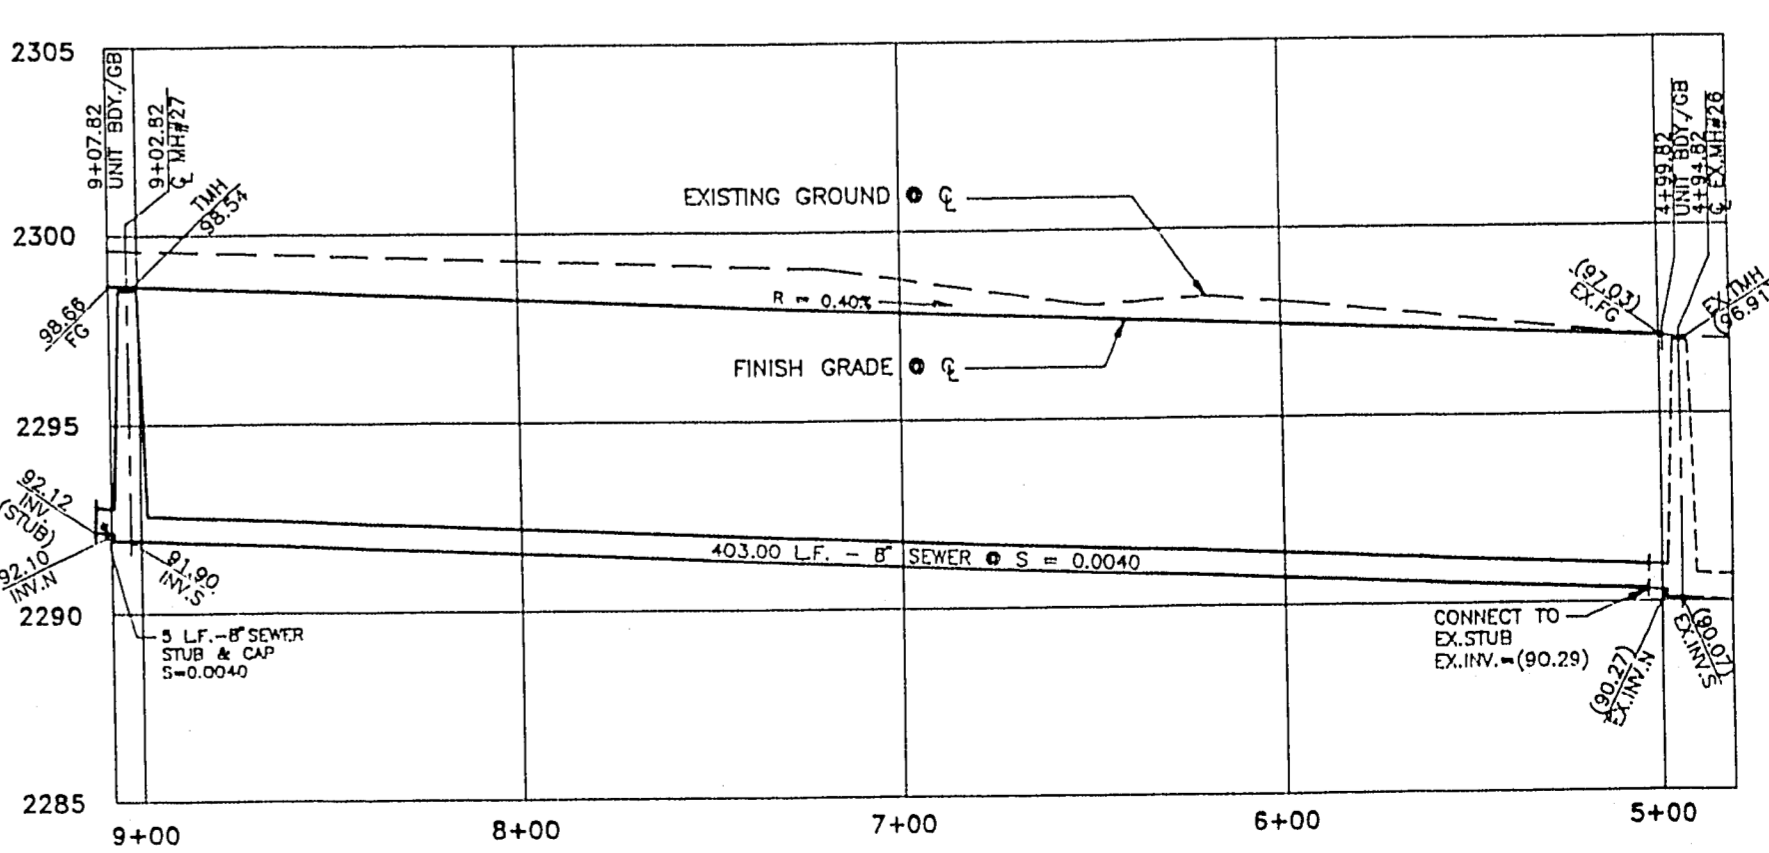 2305
2300
2295
2290
2285
9+07.82
UNIT BDY./GB
9+02.82
℄ MH#27
TMH
98.54
98.66
FG
EXISTING GROUND @ ℄
R = 0.40%
FINISH GRADE @ ℄
4+99.82
UNIT BDY./GB
4+94.82
℄ EX.MH#26
(97.03)
EX.FG
EX.TMH
(96.91)
92.12
INV.
(STUB)
92.10
INV.N
91.90
INV.S
403.00 L.F. - 8" SEWER @ S = 0.0040
5 L.F.-8" SEWER
STUB & CAP
S=0.0040
CONNECT TO
EX.STUB
EX.INV.=(90.29)
(90.27)
EX.INV.N
(90.07)
EX.INV.S
9+00
8+00
7+00
6+00
5+00